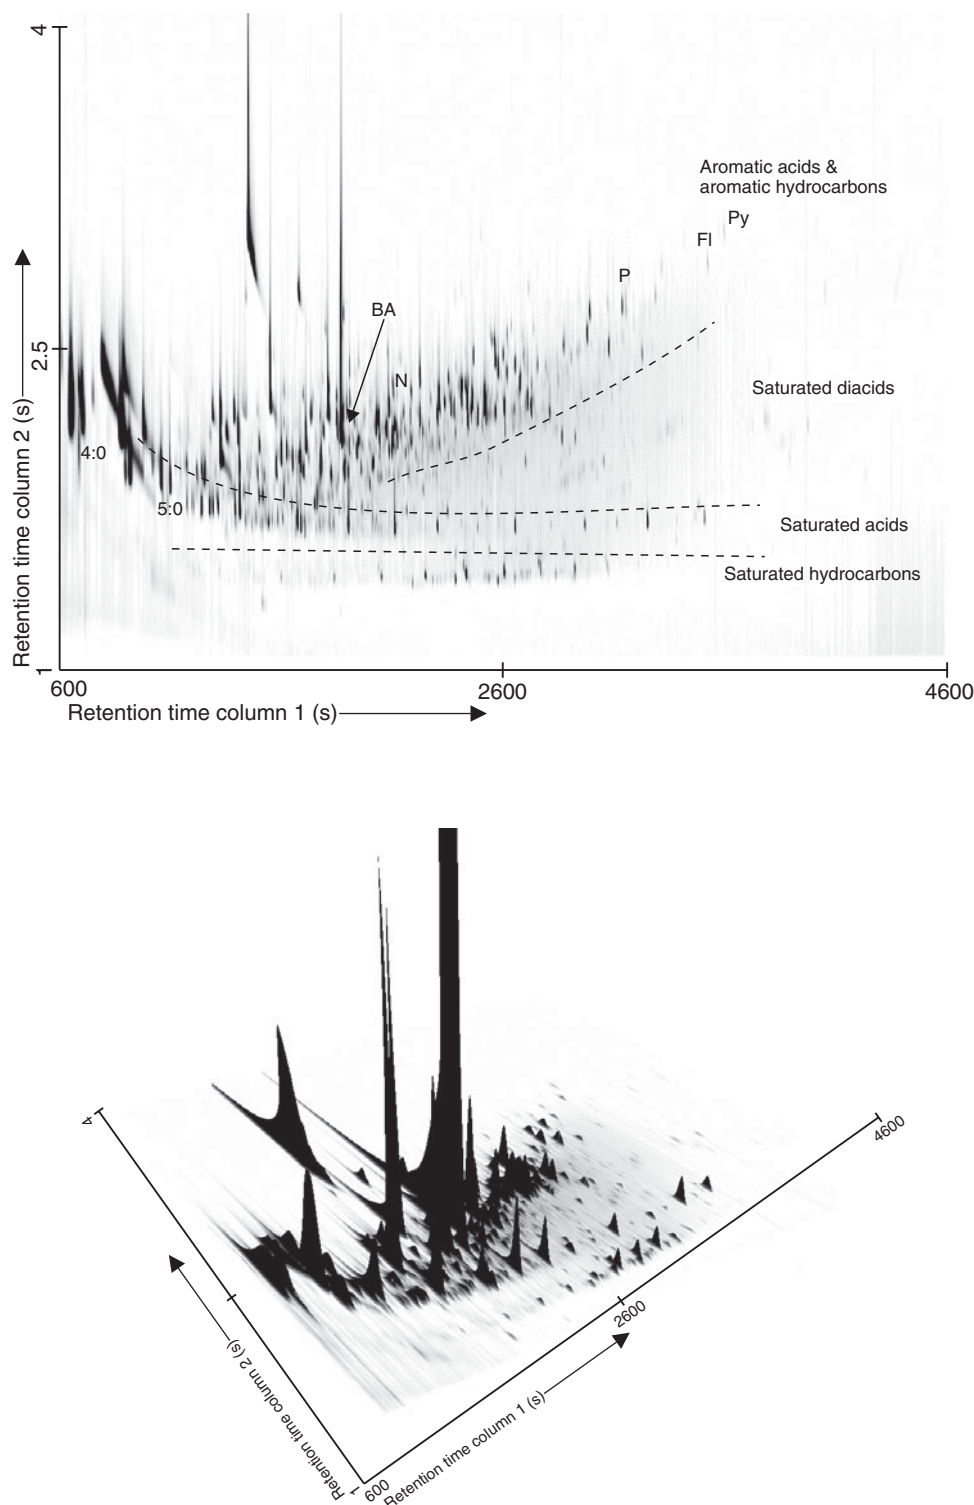 4
Aromatic acids &
aromatic hydrocarbons
Py
Fl
P
BA
2.5
N
Saturated diacids
4:0
5:0
Saturated acids
Saturated hydrocarbons
Retention time column 2 (s)
1
600
2600
4600
Retention time column 1 (s)
4
4600
2600
Retention time column 2 (s)
Retention time column 1 (s)
1
600